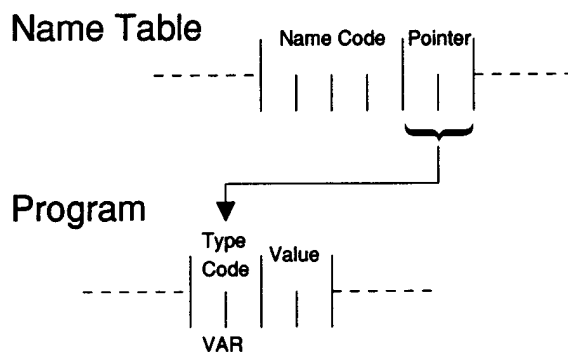 Name Table
Name Code Pointer
Program
Type
Code
Value
VAR